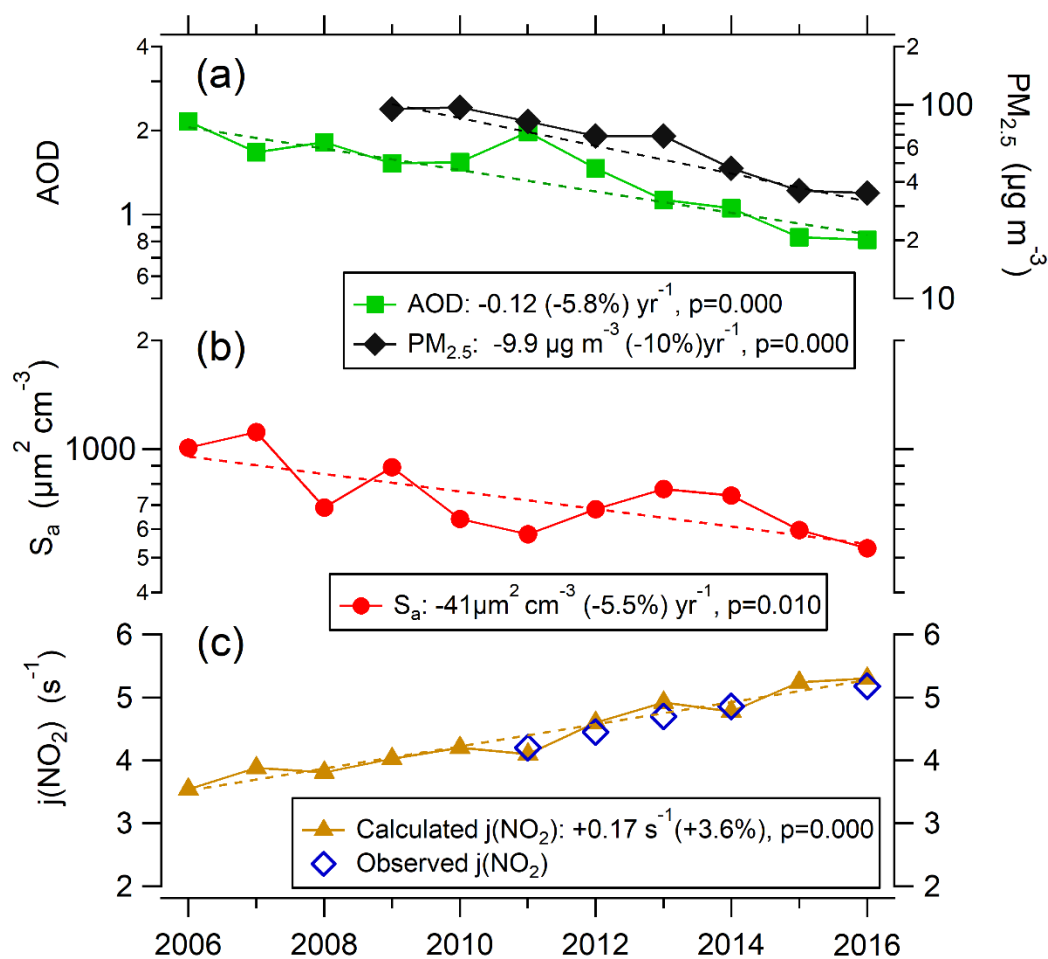 (a)
AOD
4
2
1
8
6
PM₂.₅ (µg m⁻³)
2
100
6
4
2
10
AOD: -0.12 (-5.8%) yr⁻¹, p=0.000
PM₂.₅: -9.9 µg m⁻³ (-10%)yr⁻¹, p=0.000
(b)
Sₐ (µm² cm⁻³)
2
1000
7
6
5
4
Sₐ: -41µm² cm⁻³ (-5.5%) yr⁻¹, p=0.010
(c)
j(NO₂) (s⁻¹)
6
5
4
3
2
6
5
4
3
2
Calculated j(NO₂): +0.17 s⁻¹(+3.6%), p=0.000
Observed j(NO₂)
2006 2008 2010 2012 2014 2016